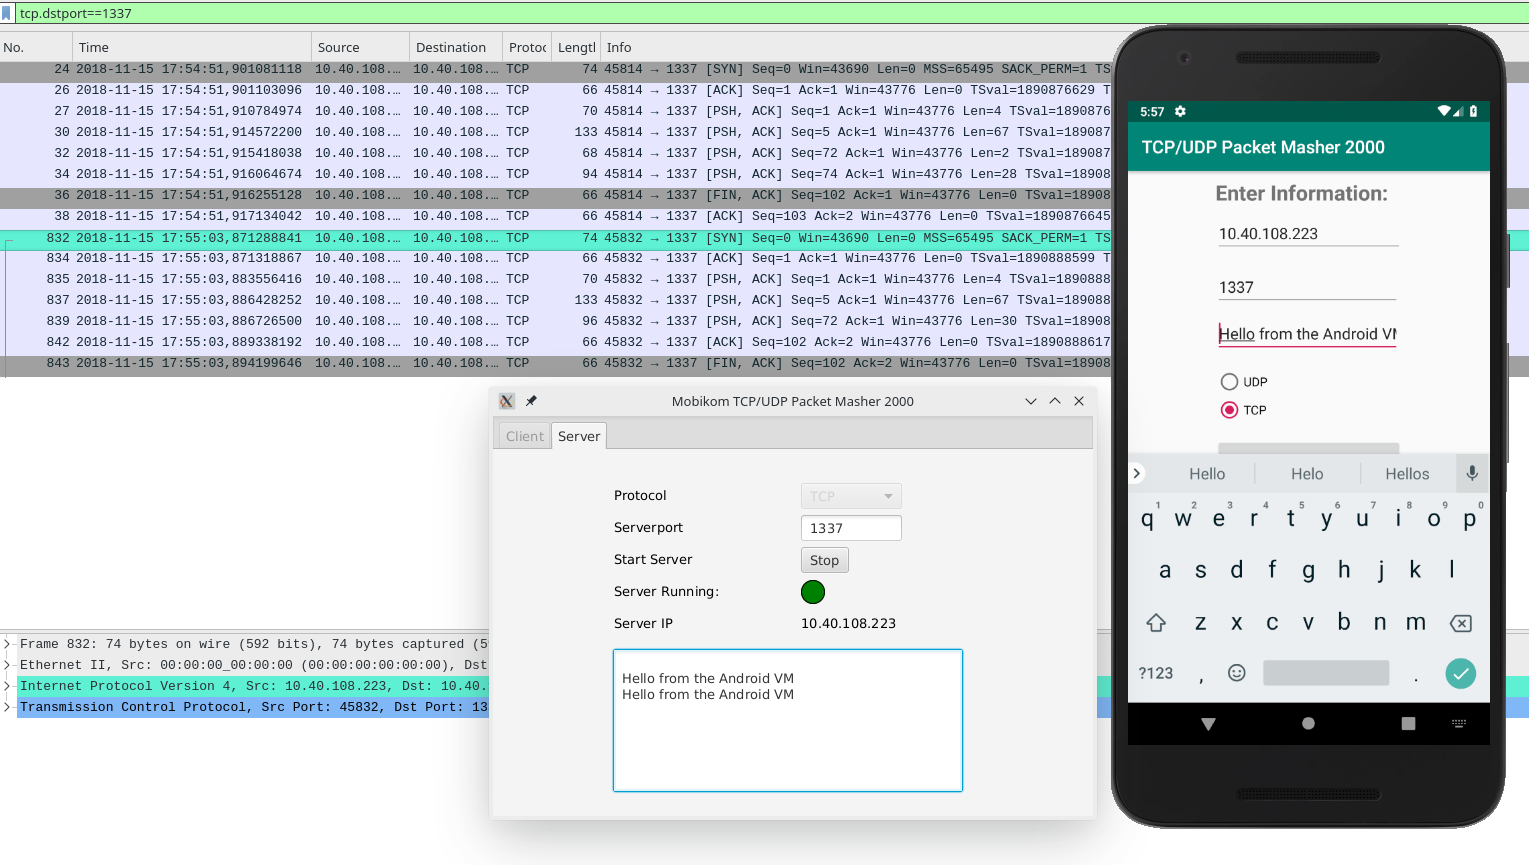 tcp.dstport==1337
No. Time Source Destination Protoc Lengtl Info
24 2018-11-15 17:54:51,901081118 10.40.108.… 10.40.108.… TCP 74 45814 → 1337 [SYN] Seq=0 Win=43690 Len=0 MSS=65495 SACK_PERM=1 TS
26 2018-11-15 17:54:51,901103096 10.40.108.… 10.40.108.… TCP 66 45814 → 1337 [ACK] Seq=1 Ack=1 Win=43776 Len=0 TSval=1890876629 T
27 2018-11-15 17:54:51,910784974 10.40.108.… 10.40.108.… TCP 70 45814 → 1337 [PSH, ACK] Seq=1 Ack=1 Win=43776 Len=4 TSval=1890876
30 2018-11-15 17:54:51,914572200 10.40.108.… 10.40.108.… TCP 133 45814 → 1337 [PSH, ACK] Seq=5 Ack=1 Win=43776 Len=67 TSval=189087
32 2018-11-15 17:54:51,915418038 10.40.108.… 10.40.108.… TCP 68 45814 → 1337 [PSH, ACK] Seq=72 Ack=1 Win=43776 Len=2 TSval=189087
34 2018-11-15 17:54:51,916064674 10.40.108.… 10.40.108.… TCP 94 45814 → 1337 [PSH, ACK] Seq=74 Ack=1 Win=43776 Len=28 TSval=18908
36 2018-11-15 17:54:51,916255128 10.40.108.… 10.40.108.… TCP 66 45814 → 1337 [FIN, ACK] Seq=102 Ack=1 Win=43776 Len=0 TSval=18908
38 2018-11-15 17:54:51,917134042 10.40.108.… 10.40.108.… TCP 66 45814 → 1337 [ACK] Seq=103 Ack=2 Win=43776 Len=0 TSval=1890876645
832 2018-11-15 17:55:03,871288841 10.40.108.… 10.40.108.… TCP 74 45832 → 1337 [SYN] Seq=0 Win=43690 Len=0 MSS=65495 SACK_PERM=1 TS
834 2018-11-15 17:55:03,871318867 10.40.108.… 10.40.108.… TCP 66 45832 → 1337 [ACK] Seq=1 Ack=1 Win=43776 Len=0 TSval=1890888599 T
835 2018-11-15 17:55:03,883556416 10.40.108.… 10.40.108.… TCP 70 45832 → 1337 [PSH, ACK] Seq=1 Ack=1 Win=43776 Len=4 TSval=1890888
837 2018-11-15 17:55:03,886428252 10.40.108.… 10.40.108.… TCP 133 45832 → 1337 [PSH, ACK] Seq=5 Ack=1 Win=43776 Len=67 TSval=189088
839 2018-11-15 17:55:03,886726500 10.40.108.… 10.40.108.… TCP 96 45832 → 1337 [PSH, ACK] Seq=72 Ack=1 Win=43776 Len=30 TSval=18908
842 2018-11-15 17:55:03,889338192 10.40.108.… 10.40.108.… TCP 66 45832 → 1337 [ACK] Seq=102 Ack=2 Win=43776 Len=0 TSval=1890888617
843 2018-11-15 17:55:03,894199646 10.40.108.… 10.40.108.… TCP 66 45832 → 1337 [FIN, ACK] Seq=102 Ack=2 Win=43776 Len=0 TSval=18908
Frame 832: 74 bytes on wire (592 bits), 74 bytes captured (5
Ethernet II, Src: 00:00:00_00:00:00 (00:00:00:00:00:00), Dst
Internet Protocol Version 4, Src: 10.40.108.223, Dst: 10.40.
Transmission Control Protocol, Src Port: 45832, Dst Port: 13
Mobikom TCP/UDP Packet Masher 2000
Client Server
Protocol TCP
Serverport 1337
Start Server Stop
Server Running:
Server IP 10.40.108.223
Hello from the Android VM
Hello from the Android VM
5:57
TCP/UDP Packet Masher 2000
Enter Information:
10.40.108.223
1337
Hello from the Android VM
UDP
TCP
Hello Helo Hellos
1 2 3 4 5 6 7 8 9 0
q w e r t y u i o p
a s d f g h j k l
z x c v b n m
?123 , .